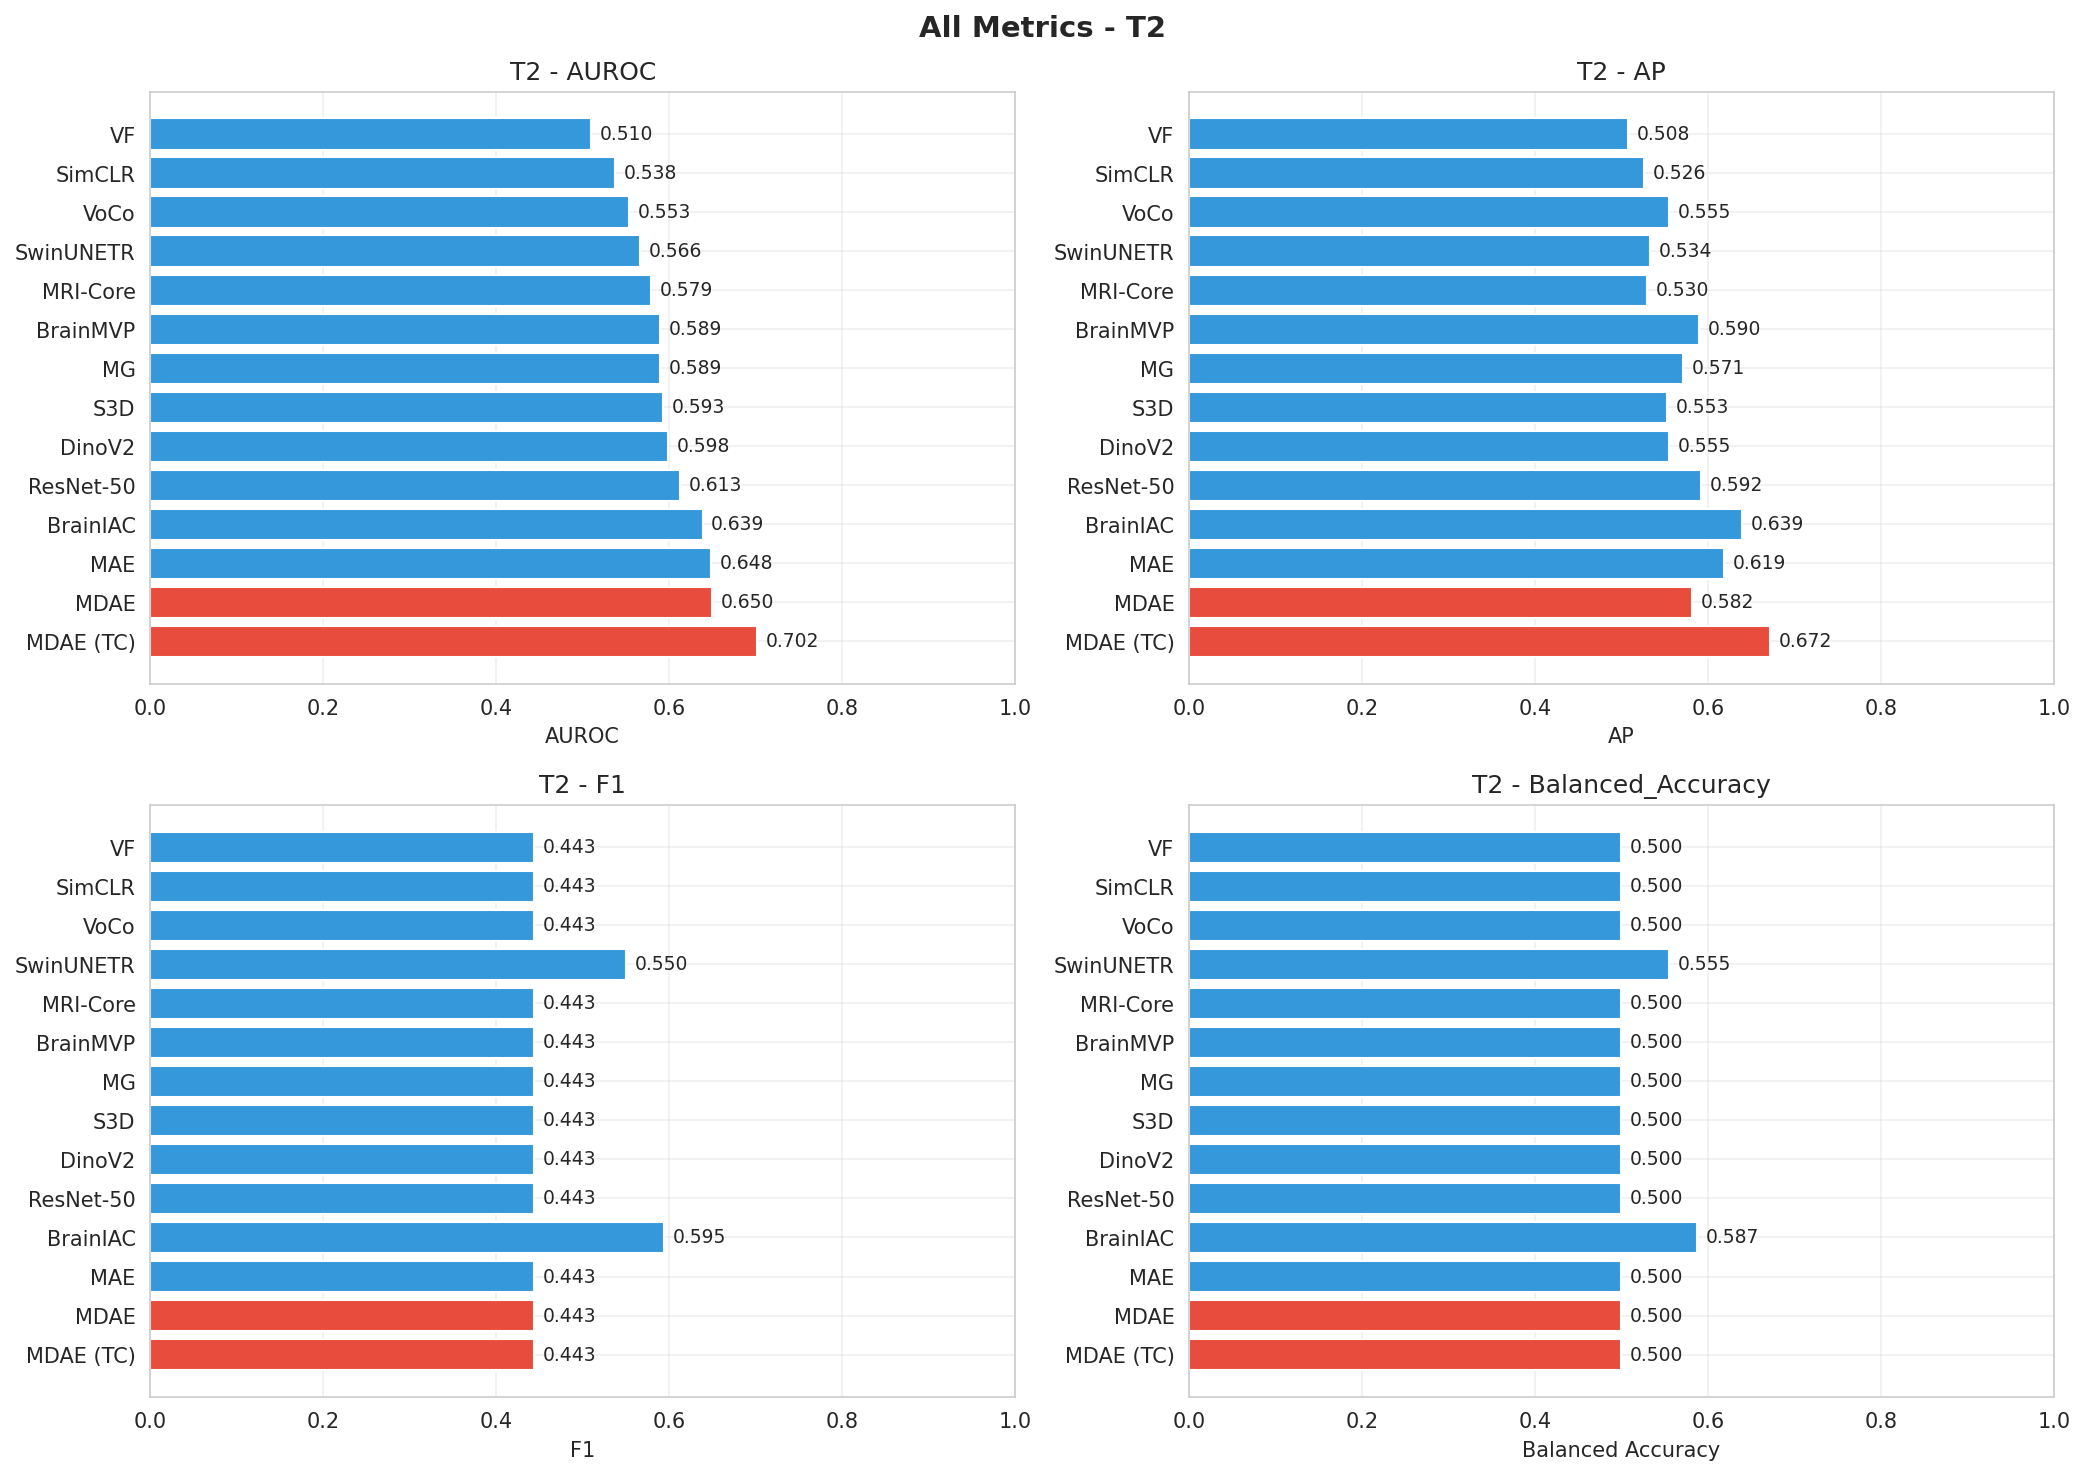 All Metrics - T2
T2 - AUROC
VF 0.510
SimCLR 0.538
VoCo 0.553
SwinUNETR 0.566
MRI-Core 0.579
BrainMVP 0.589
MG 0.589
S3D 0.593
DinoV2 0.598
ResNet-50 0.613
BrainIAC 0.639
MAE 0.648
MDAE 0.650
MDAE (TC) 0.702
0.0 0.2 0.4 0.6 0.8 1.0
AUROC
T2 - AP
VF 0.508
SimCLR 0.526
VoCo 0.555
SwinUNETR 0.534
MRI-Core 0.530
BrainMVP 0.590
MG 0.571
S3D 0.553
DinoV2 0.555
ResNet-50 0.592
BrainIAC 0.639
MAE 0.619
MDAE 0.582
MDAE (TC) 0.672
0.0 0.2 0.4 0.6 0.8 1.0
AP
T2 - F1
VF 0.443
SimCLR 0.443
VoCo 0.443
SwinUNETR 0.550
MRI-Core 0.443
BrainMVP 0.443
MG 0.443
S3D 0.443
DinoV2 0.443
ResNet-50 0.443
BrainIAC 0.595
MAE 0.443
MDAE 0.443
MDAE (TC) 0.443
0.0 0.2 0.4 0.6 0.8 1.0
F1
T2 - Balanced_Accuracy
VF 0.500
SimCLR 0.500
VoCo 0.500
SwinUNETR 0.555
MRI-Core 0.500
BrainMVP 0.500
MG 0.500
S3D 0.500
DinoV2 0.500
ResNet-50 0.500
BrainIAC 0.587
MAE 0.500
MDAE 0.500
MDAE (TC) 0.500
0.0 0.2 0.4 0.6 0.8 1.0
Balanced Accuracy